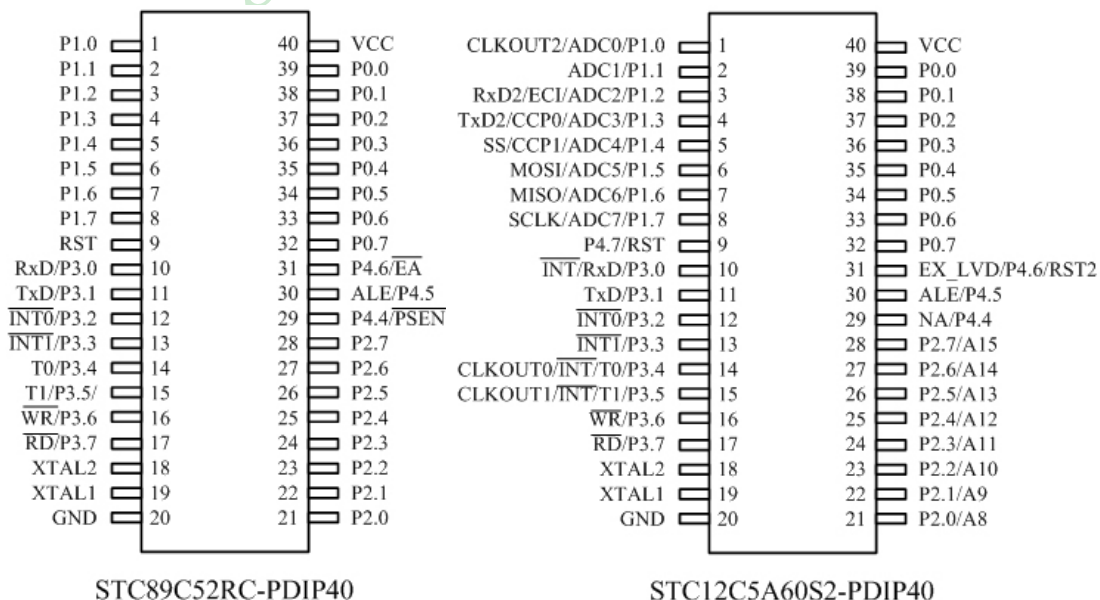 P1.0 1 40 VCC CLKOUT2/ADC0/P1.0 1 40 VCC
P1.1 2 39 P0.0 ADC1/P1.1 2 39 P0.0
P1.2 3 38 P0.1 RxD2/ECI/ADC2/P1.2 3 38 P0.1
P1.3 4 37 P0.2 TxD2/CCP0/ADC3/P1.3 4 37 P0.2
P1.4 5 36 P0.3 SS/CCP1/ADC4/P1.4 5 36 P0.3
P1.5 6 35 P0.4 MOSI/ADC5/P1.5 6 35 P0.4
P1.6 7 34 P0.5 MISO/ADC6/P1.6 7 34 P0.5
P1.7 8 33 P0.6 SCLK/ADC7/P1.7 8 33 P0.6
RST 9 32 P0.7 P4.7/RST 9 32 P0.7
RxD/P3.0 10 31 P4.6/EA INT/RxD/P3.0 10 31 EX_LVD/P4.6/RST2
TxD/P3.1 11 30 ALE/P4.5 TxD/P3.1 11 30 ALE/P4.5
INT0/P3.2 12 29 P4.4/PSEN INT0/P3.2 12 29 NA/P4.4
INT1/P3.3 13 28 P2.7 INT1/P3.3 13 28 P2.7/A15
T0/P3.4 14 27 P2.6 CLKOUT0/INT/T0/P3.4 14 27 P2.6/A14
T1/P3.5/ 15 26 P2.5 CLKOUT1/INT/T1/P3.5 15 26 P2.5/A13
WR/P3.6 16 25 P2.4 WR/P3.6 16 25 P2.4/A12
RD/P3.7 17 24 P2.3 RD/P3.7 17 24 P2.3/A11
XTAL2 18 23 P2.2 XTAL2 18 23 P2.2/A10
XTAL1 19 22 P2.1 XTAL1 19 22 P2.1/A9
GND 20 21 P2.0 GND 20 21 P2.0/A8
STC89C52RC-PDIP40 STC12C5A60S2-PDIP40